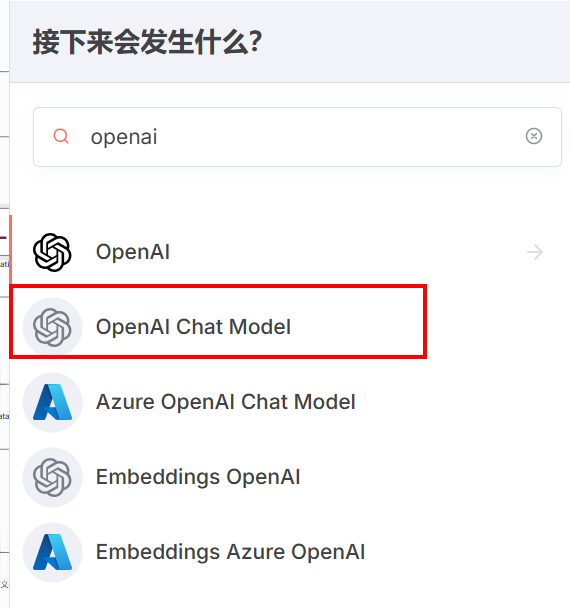 接下来会发生什么?
openai
OpenAI
OpenAI Chat Model
Azure OpenAI Chat Model
Embeddings OpenAI
Embeddings Azure OpenAI